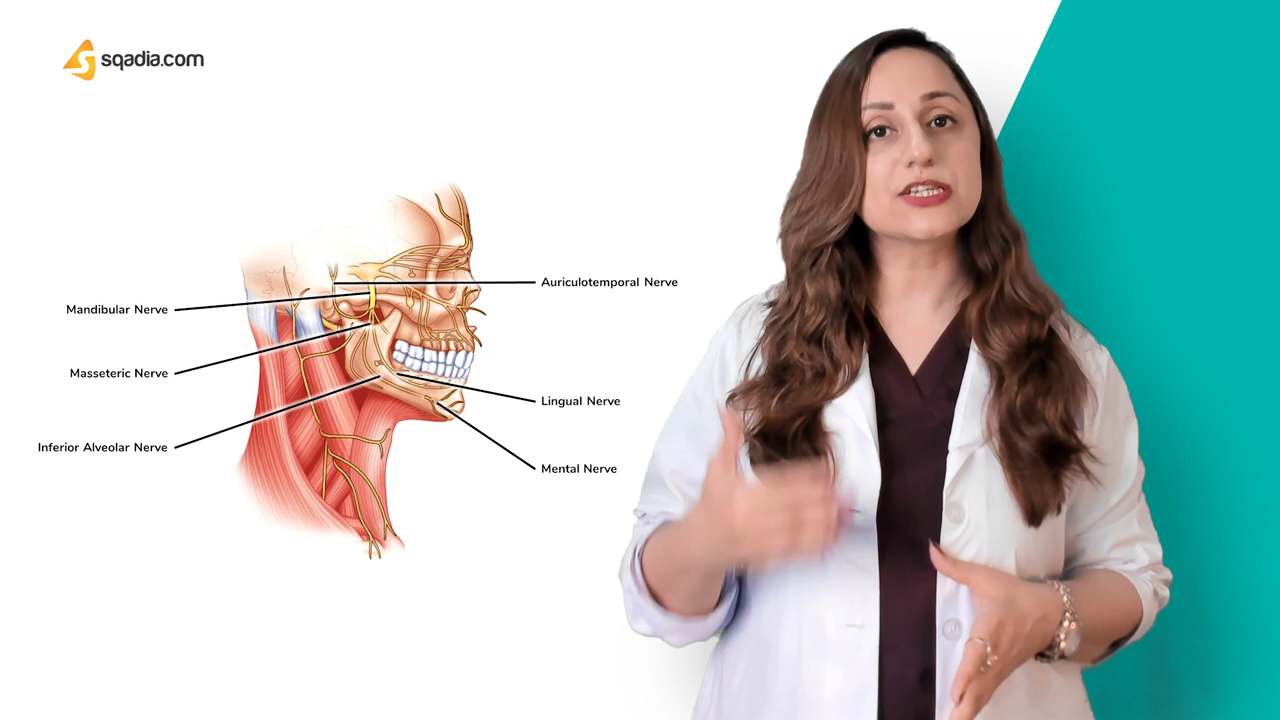 sqadia.com
Auriculotemporal Nerve
Mandibular Nerve
Masseteric Nerve
Lingual Nerve
Inferior Alveolar Nerve
Mental Nerve